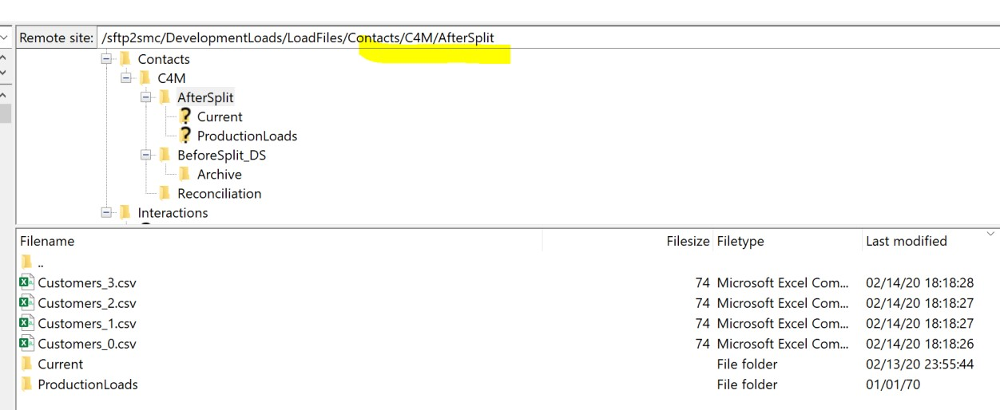 Remote site: /sftp2smc/DevelopmentLoads/LoadFiles/Contacts/C4M/AfterSplit
Contacts
C4M
AfterSplit
? Current
? ProductionLoads
BeforeSplit_DS
Archive
Reconciliation
Interactions
Filename Filesize Filetype Last modified
..
Customers_3.csv 74 Microsoft Excel Com... 02/14/20 18:18:28
Customers_2.csv 74 Microsoft Excel Com... 02/14/20 18:18:27
Customers_1.csv 74 Microsoft Excel Com... 02/14/20 18:18:27
Customers_0.csv 74 Microsoft Excel Com... 02/14/20 18:18:26
Current File folder 02/13/20 23:55:44
ProductionLoads File folder 01/01/70